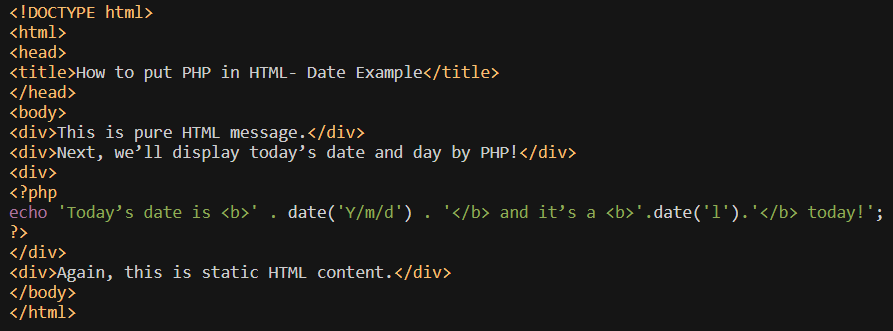 <!DOCTYPE html>
<html>
<head>
<title>How to put PHP in HTML- Date Example</title>
</head>
<body>
<div>This is pure HTML message.</div>
<div>Next, we’ll display today’s date and day by PHP!</div>
<div>
<?php
echo 'Today’s date is <b>' . date('Y/m/d') . '</b> and it’s a <b>'.date('l').'</b> today!';
?>
</div>
<div>Again, this is static HTML content.</div>
</body>
</html>